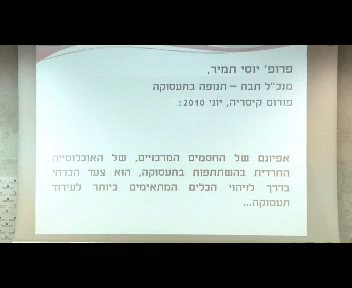 פרופ' יוסי תמיר,
מנכ"ל תבת – תנופה בתעסוקה
פורום קיסריה, יוני 2010:
אפיונם של החסמים המרכזיים, של האוכלוסייה
החרדית בהשתתפות בתעסוקה, הוא צעד הכרחי
בדרך לזיהוי הכלים המתאימים ביותר לעידוד
תעסוקה...